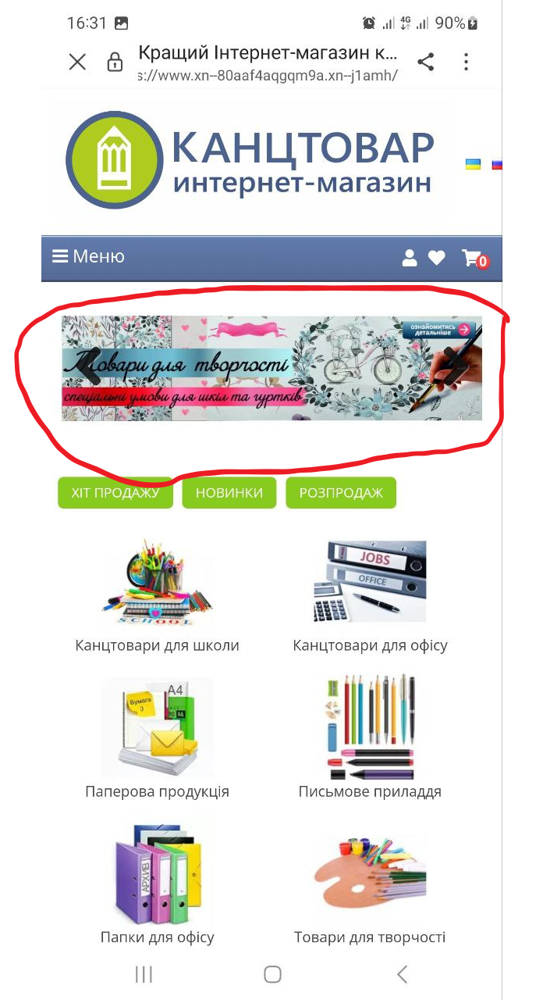 16:31
4G
90%
Кращий Інтернет-магазин к...
s://www.xn--80aaf4aqgqm9a.xn--j1amh/
КАНЦТОВАР
интернет-магазин
Меню
0
ознайомитись
детальніше
Товари для творчості
спеціальні умови для шкіл та гуртків
ХІТ ПРОДАЖУ
НОВИНКИ
РОЗПРОДАЖ
SCHOOL
JOBS
OFFICE
Канцтовари для школи
Канцтовари для офісу
A4
Бумага
:)
Паперова продукція
Письмове приладдя
АРХИВ
Папки для офісу
Товари для творчості